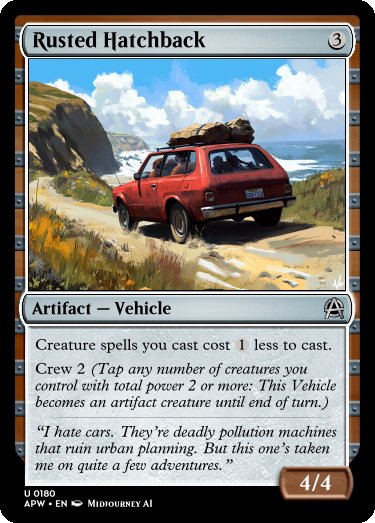 Rusted Hatchback 3
Artifact — Vehicle
Creature spells you cast cost 1 less to cast.
Crew 2 (Tap any number of creatures you
control with total power 2 or more: This Vehicle
becomes an artifact creature until end of turn.)
“I hate cars. They’re deadly pollution machines
that ruin urban planning. But this one’s taken
me on quite a few adventures.”
4/4
U 0180
APW • EN Midjourney AI